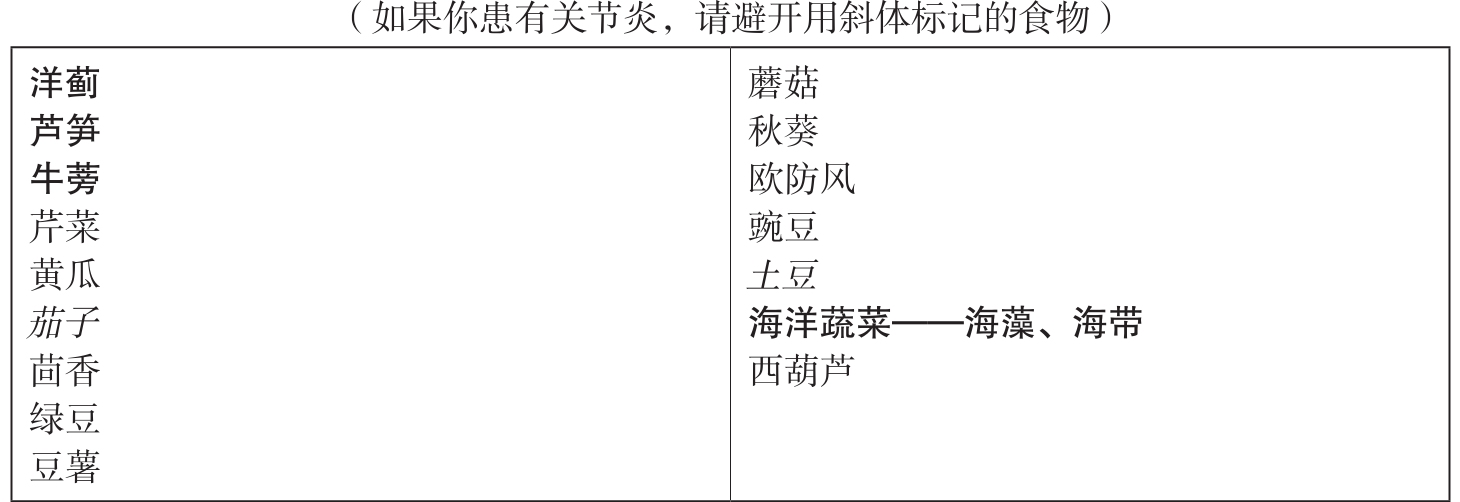 （如果你患有关节炎，请避开用斜体标记的食物）
洋蓟
芦笋
牛蒡
芹菜
黄瓜
茄子
茴香
绿豆
豆薯
蘑菇
秋葵
欧防风
豌豆
土豆
海洋蔬菜——海藻、海带
西葫芦